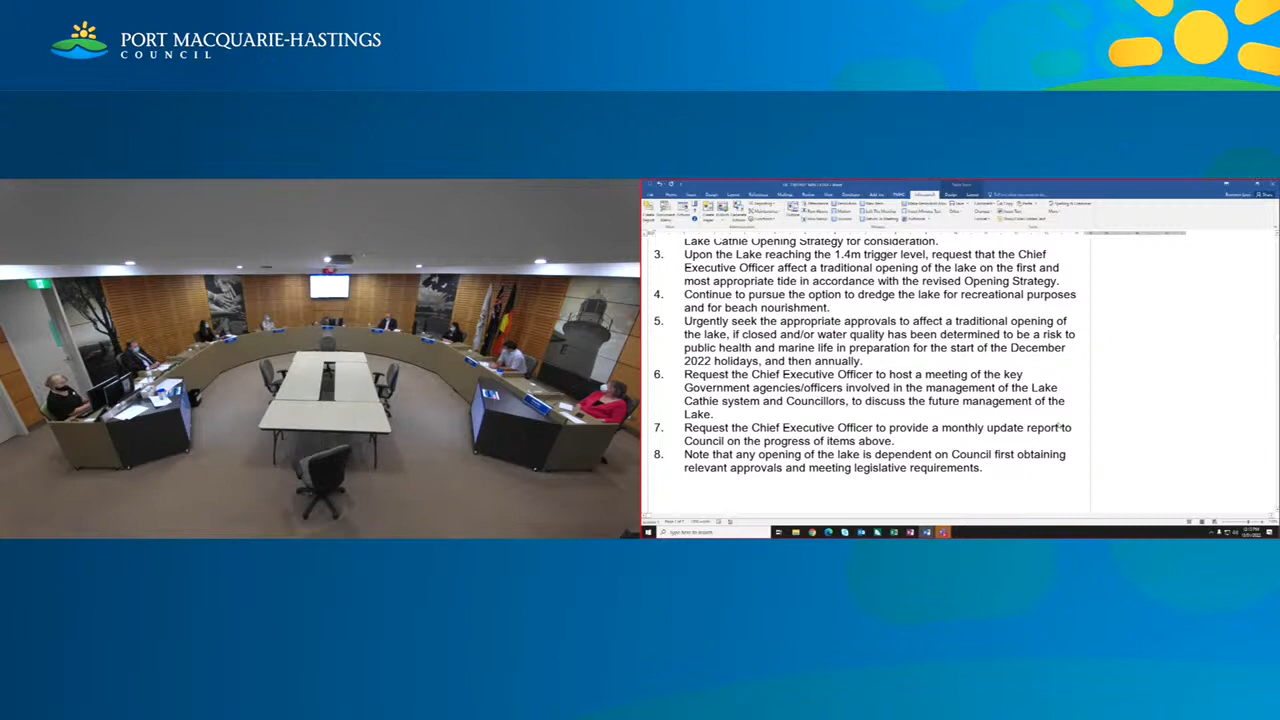 PORT MACQUARIE-HASTINGS
COUNCIL
Lake Cathie Opening Strategy for consideration.
3. Upon the Lake reaching the 1.4m trigger level, request that the Chief
Executive Officer affect a traditional opening of the lake on the first and
most appropriate tide in accordance with the revised Opening Strategy.
4. Continue to pursue the option to dredge the lake for recreational purposes
and for beach nourishment.
5. Urgently seek the appropriate approvals to affect a traditional opening of
the lake, if closed and/or water quality has been determined to be a risk to
public health and marine life in preparation for the start of the December
2022 holidays, and then annually.
6. Request the Chief Executive Officer to host a meeting of the key
Government agencies/officers involved in the management of the Lake
Cathie system and Councillors, to discuss the future management of the
Lake.
7. Request the Chief Executive Officer to provide a monthly update report to
Council on the progress of items above.
8. Note that any opening of the lake is dependent on Council first obtaining
relevant approvals and meeting legislative requirements.
Type here to search